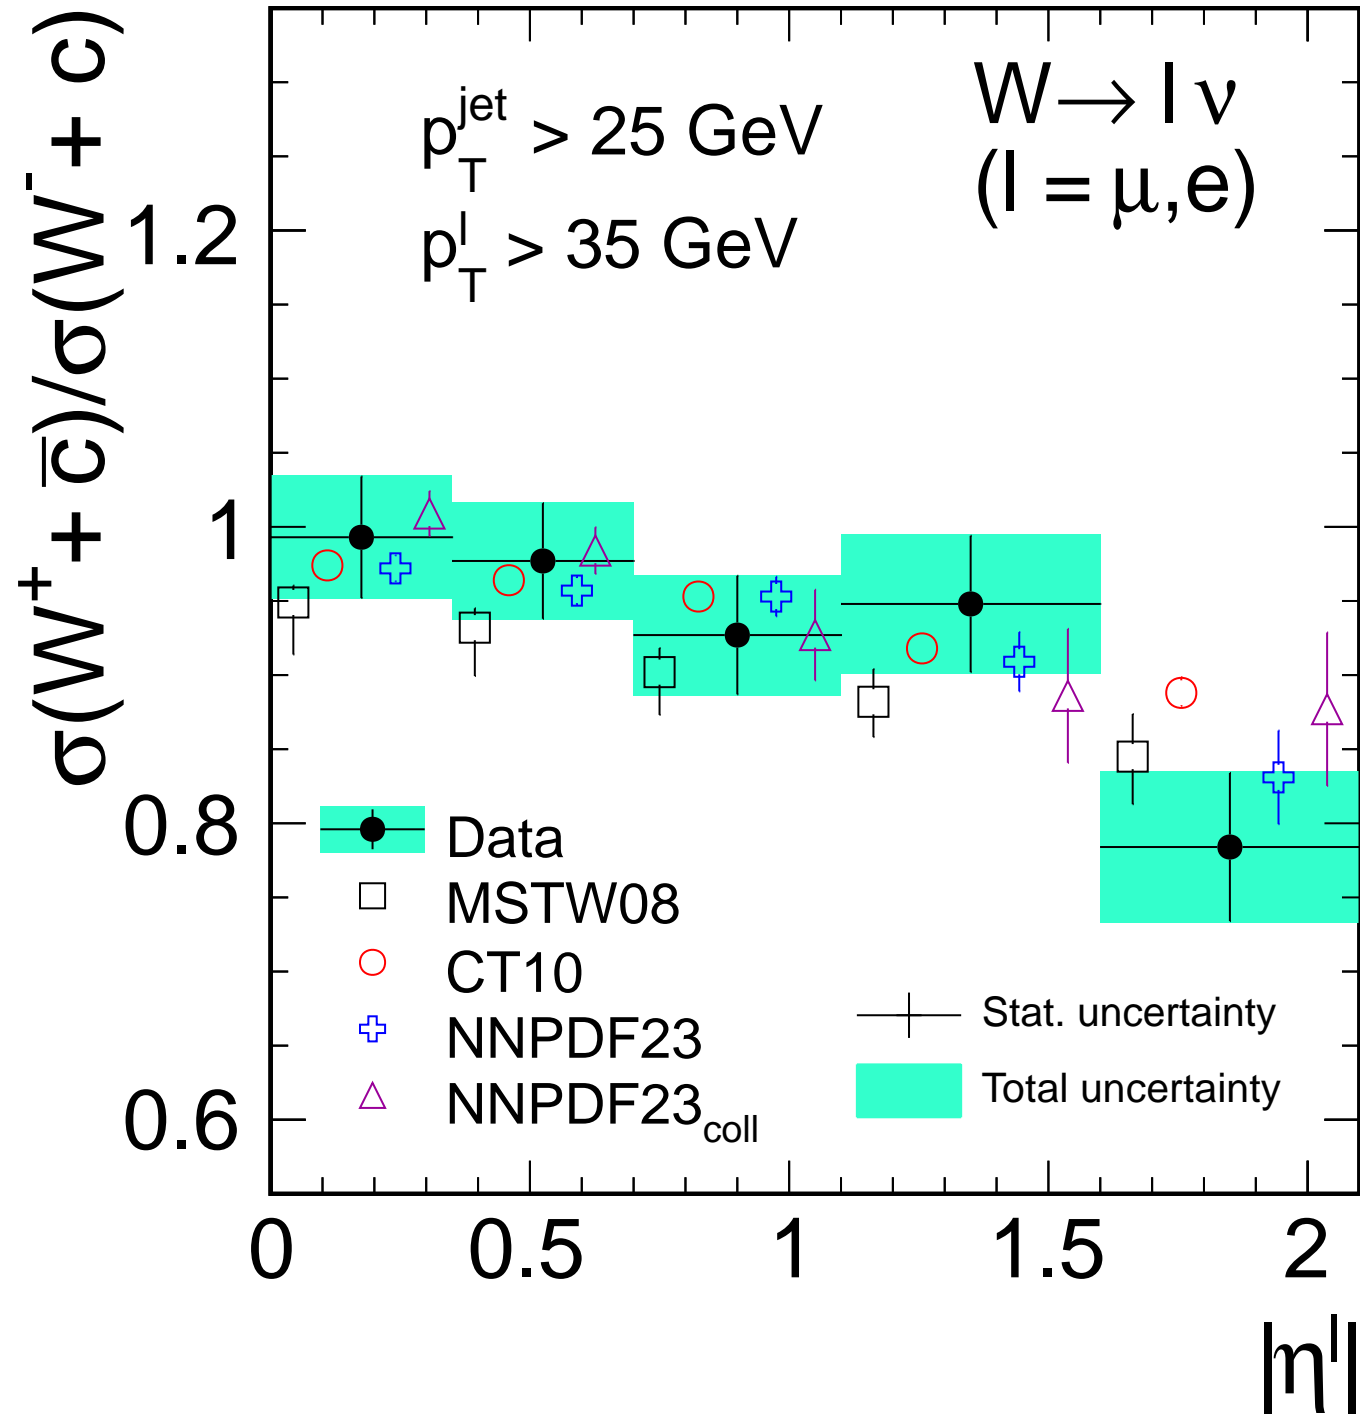 σ(W⁺ + c̅)/σ(W⁻ + c)
p_T^jet > 25 GeV
p_T^l > 35 GeV
W → l ν
(l = μ,e)
1.2
1
0.8
0.6
Data
MSTW08
CT10
NNPDF23
NNPDF23_coll
Stat. uncertainty
Total uncertainty
0 0.5 1 1.5 2
|η^l|